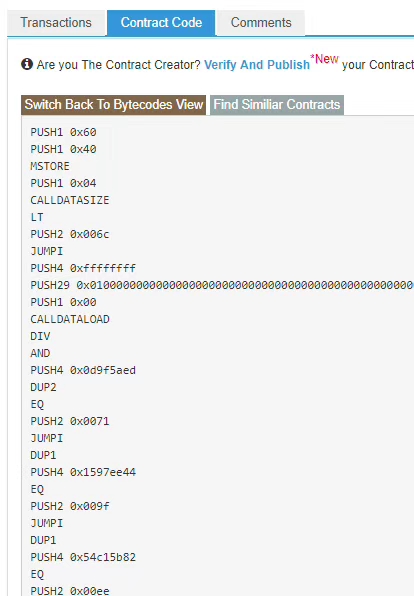 Transactions Contract Code Comments
Are you The Contract Creator? Verify And Publish*New your Contract
Switch Back To Bytecodes View Find Similiar Contracts
PUSH1 0x60
PUSH1 0x40
MSTORE
PUSH1 0x04
CALLDATASIZE
LT
PUSH2 0x006c
JUMPI
PUSH4 0xffffffff
PUSH29 0x01000000000000000000000000000000000000000000000000
PUSH1 0x00
CALLDATALOAD
DIV
AND
PUSH4 0x0d9f5aed
DUP2
EQ
PUSH2 0x0071
JUMPI
DUP1
PUSH4 0x1597ee44
EQ
PUSH2 0x009f
JUMPI
DUP1
PUSH4 0x54c15b82
EQ
PUSH2 0x00ee